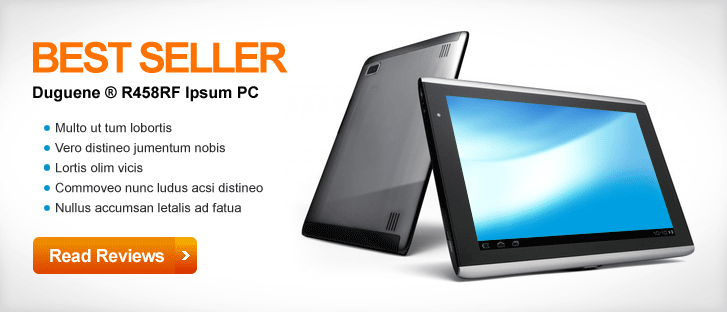 BEST SELLER
Duguene ® R458RF Ipsum PC
Multo ut tum lobortis
Vero distineo jumentum nobis
Lortis olim vicis
Commoveo nunc ludus acsi distineo
Nullus accumsan letalis ad fatua
Read Reviews